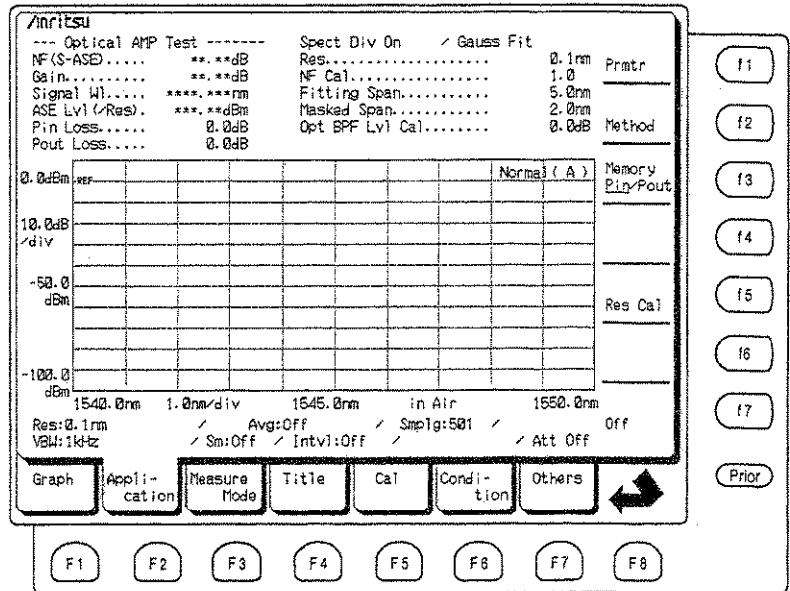 Anritsu
--- Optical AMP Test ------- Spect Div On / Gauss Fit
NF(S-ASE)..... **.**dB Res.................... 0.1nm Prmtr f1
Gain.......... **.**dB NF Cal................. 1.0
Signal Wl..... ****.***nm Fitting Span........... 5.0nm
ASE Lvl(/Res). ***.**dBm Masked Span............ 2.0nm
Pin Loss...... 0.0dB Opt BPF Lvl Cal........ 0.0dB Method f2
Pout Loss..... 0.0dB
0.0dBm REF Normal( A ) Memory
Pin/Pout f3
10.0dB
/div f4
-50.0
dBm Res Cal f5
f6
-100.0
dBm
1540.0nm 1.0nm/div 1545.0nm in Air 1550.0nm
Res:0.1nm / Avg:Off / Smplg:501 / Off f7
VBW:1kHz / Sm:Off / Intvl:Off / / Att Off
Graph Appli-
cation Measure
Mode Title Cal Condi-
tion Others Prior
F1 F2 F3 F4 F5 F6 F7 F8